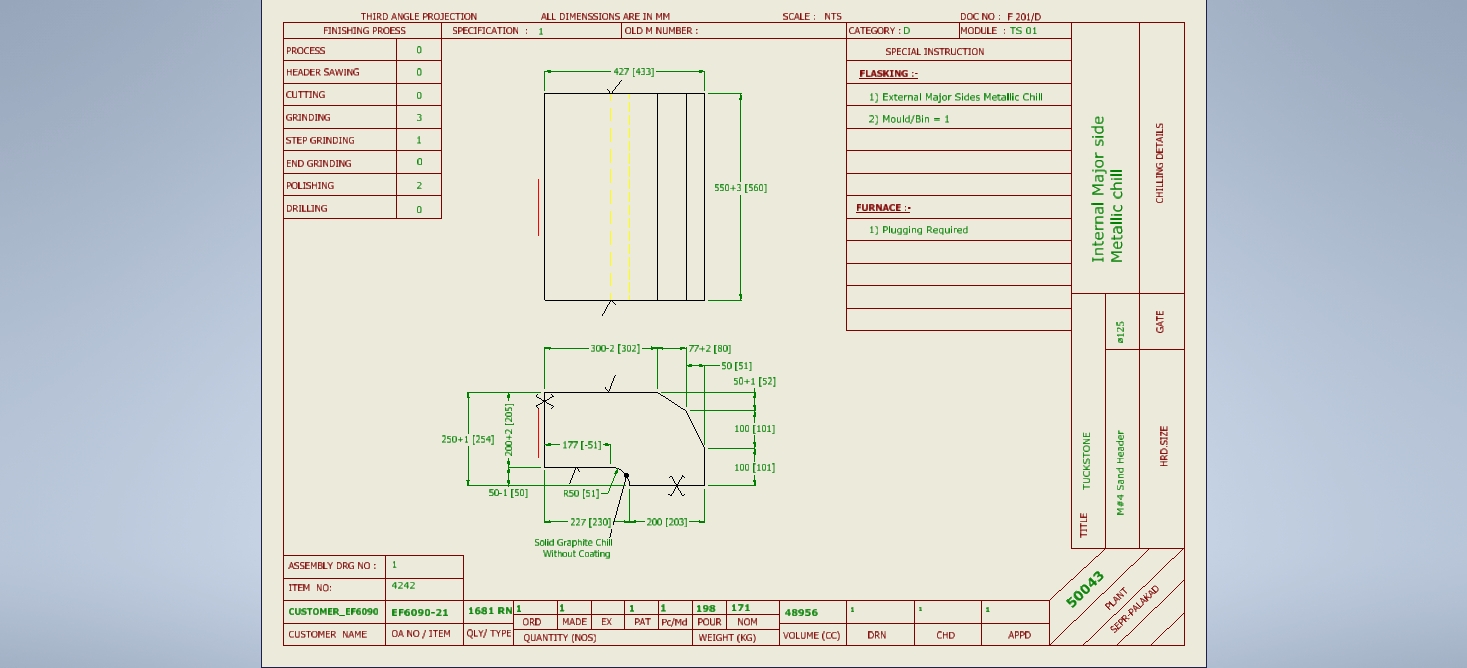 THIRD ANGLE PROJECTION ALL DIMENSSIONS ARE IN MM SCALE : NTS DOC NO : F 201/D
FINISHING PROESS SPECIFICATION : 1 OLD M NUMBER : CATEGORY : D MODULE : TS 01
PROCESS 0
HEADER SAWING 0
CUTTING 0
GRINDING 3
STEP GRINDING 1
END GRINDING 0
POLISHING 2
DRILLING 0
427 [433]
550+3 [560]
SPECIAL INSTRUCTION
FLASKING :-
1) External Major Sides Metallic Chill
2) Mould/Bin = 1
FURNACE :-
1) Plugging Required
Internal Major side
Metallic chill
CHILLING DETAILS
ø125
GATE
TITLE TUCKSTONE
M#4 Sand Header
HRD.SIZE
300-2 [302] 77+2 [80]
50 [51]
50+1 [52]
250+1 [254]
200+2 [205]
100 [101]
177 [-51]
100 [101]
50-1 [50]
R50 [51]
227 [230] 200 [203]
Solid Graphite Chill
Without Coating
ASSEMBLY DRG NO : 1
ITEM NO: 4242
CUSTOMER_EF6090 EF6090-21 1681 RN 1 1 1 1 198 171 48956 1 1 1
ORD MADE EX PAT Pc/Md POUR NOM
CUSTOMER NAME OA NO / ITEM QLY/ TYPE QUANTITY (NOS) WEIGHT (KG) VOLUME (CC) DRN CHD APPD
50043
PLANT
SEPR-PALAKAD